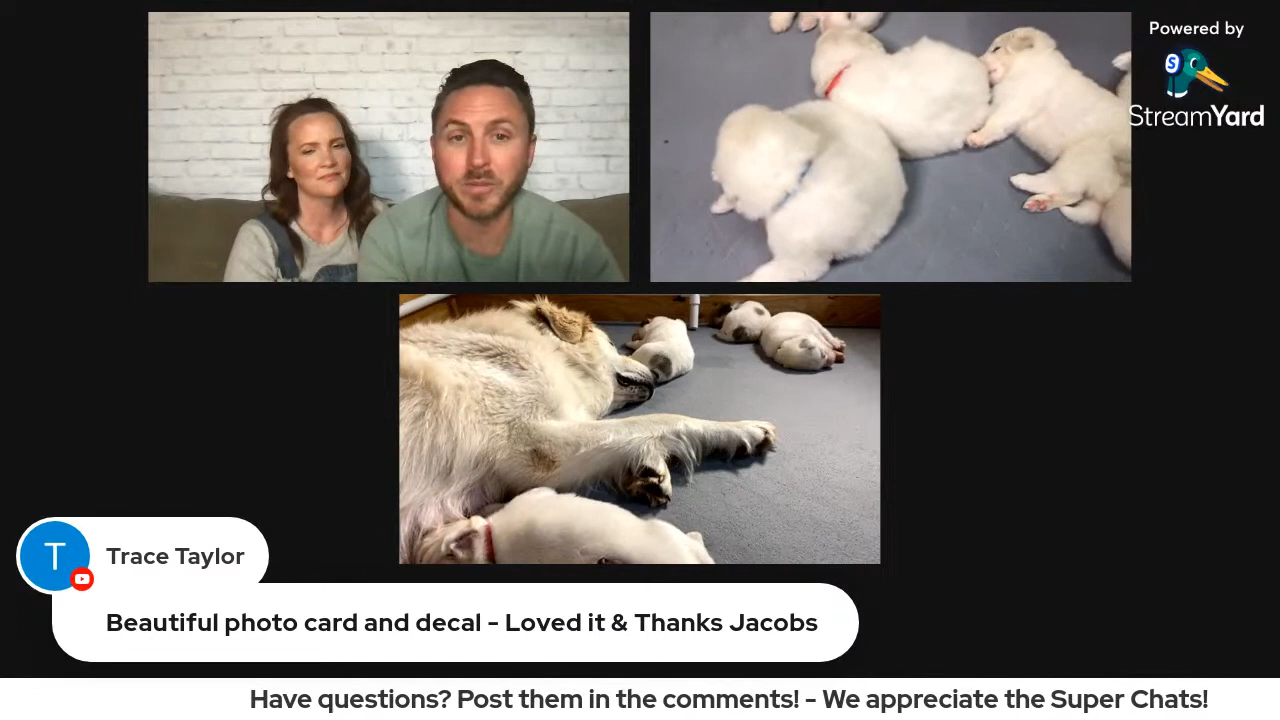 Powered by
S
StreamYard
T
Trace Taylor
Beautiful photo card and decal - Loved it & Thanks Jacobs
Have questions? Post them in the comments! - We appreciate the Super Chats!